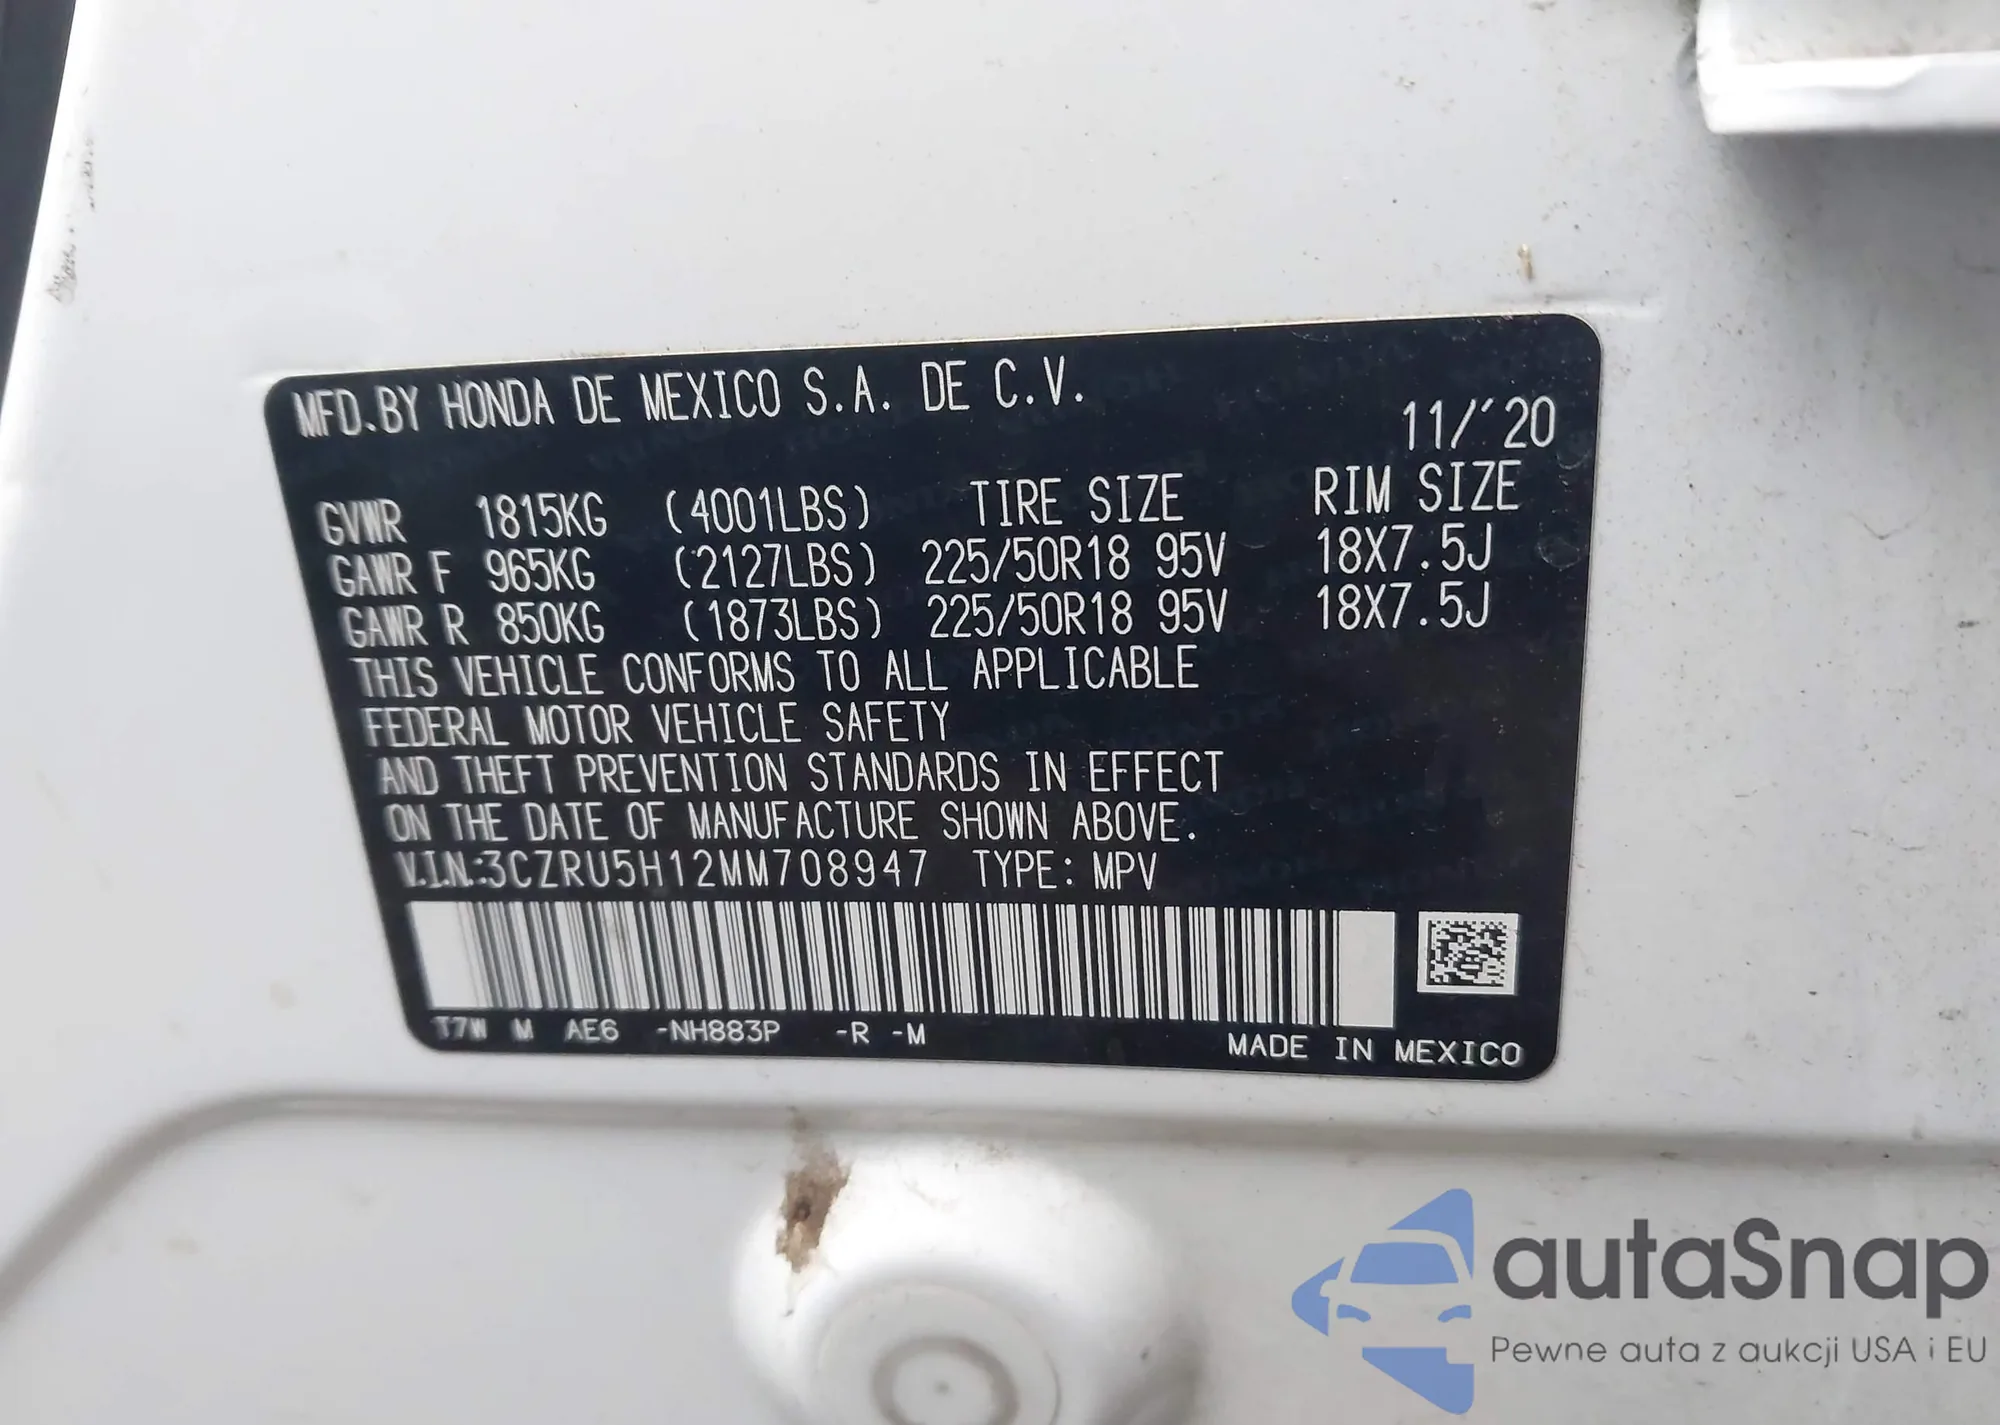 MFD.BY HONDA DE MEXICO S.A. DE C.V.
11/'20
GVWR 1815KG (4001LBS) TIRE SIZE RIM SIZE
GAWR F 965KG (2127LBS) 225/50R18 95V 18X7.5J
GAWR R 850KG (1873LBS) 225/50R18 95V 18X7.5J
THIS VEHICLE CONFORMS TO ALL APPLICABLE
FEDERAL MOTOR VEHICLE SAFETY
AND THEFT PREVENTION STANDARDS IN EFFECT
ON THE DATE OF MANUFACTURE SHOWN ABOVE.
V.I.N.:3CZRU5H12MM708947 TYPE: MPV
T7W M AE6 -NH883P -R -M
MADE IN MEXICO
autaSnap
Pewne auta z aukcji USA i EU